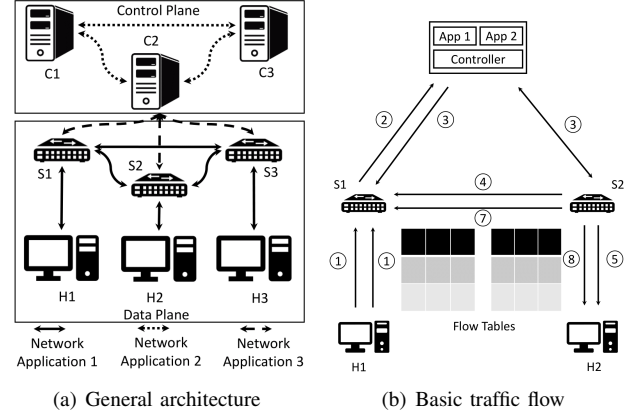 Control Plane
C1
C2
C3
S1
S2
S3
H1
H2
H3
Data Plane
Network
Application 1
Network
Application 2
Network
Application 3
(a) General architecture
App 1
App 2
Controller
2
3
3
S1
S2
4
7
1
1
8
5
Flow Tables
H1
H2
(b) Basic traffic flow